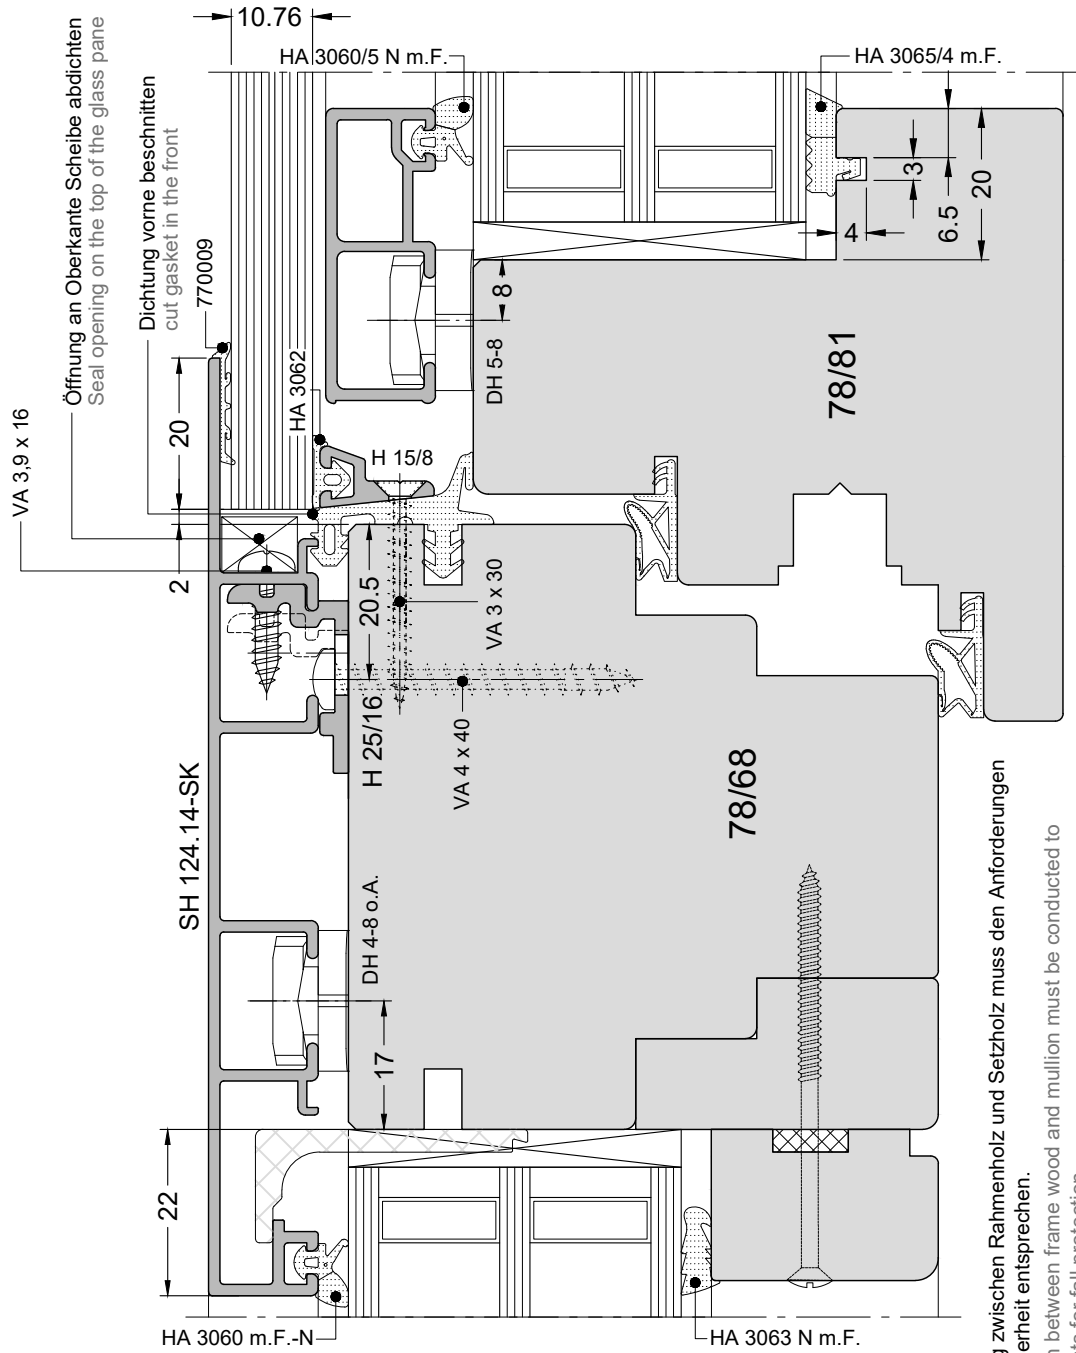 10.76
HA 3060/5 N m.F.
HA 3065/4 m.F.
Öffnung an Oberkante Scheibe abdichten
Seal opening on the top of the glass pane
Dichtung vorne beschnitten
cut gasket in the front
770009
VA 3,9 x 16
20
2
HA 3062
H 15/8
8
DH 5-8
3
4
6.5
20
78/81
20.5
VA 3 x 30
H 25/16
VA 4 x 40
SH 124.14-SK
78/68
DH 4-8 o.A.
17
22
HA 3060 m.F.-N
HA 3063 N m.F.
zwischen Rahmenholz und Setzholz muss den Anforderungen
entsprechen.
between frame wood and mullion must be conducted to
for fall protection